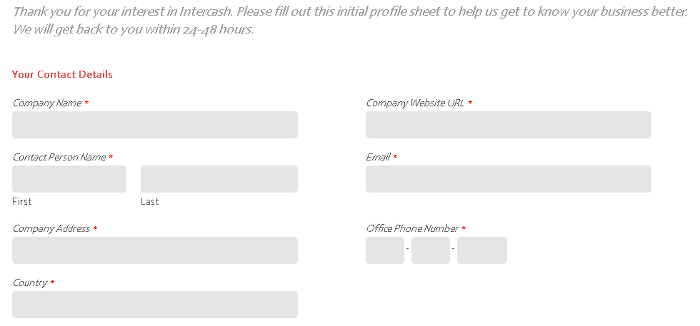 Thank you for your interest in Intercash. Please fill out this initial profile sheet to help us get to know your business better.
We will get back to you within 24-48 hours.
Your Contact Details
Company Name *
Company Website URL *
Contact Person Name *
Email *
First
Last
Company Address *
Office Phone Number *
- -
Country *